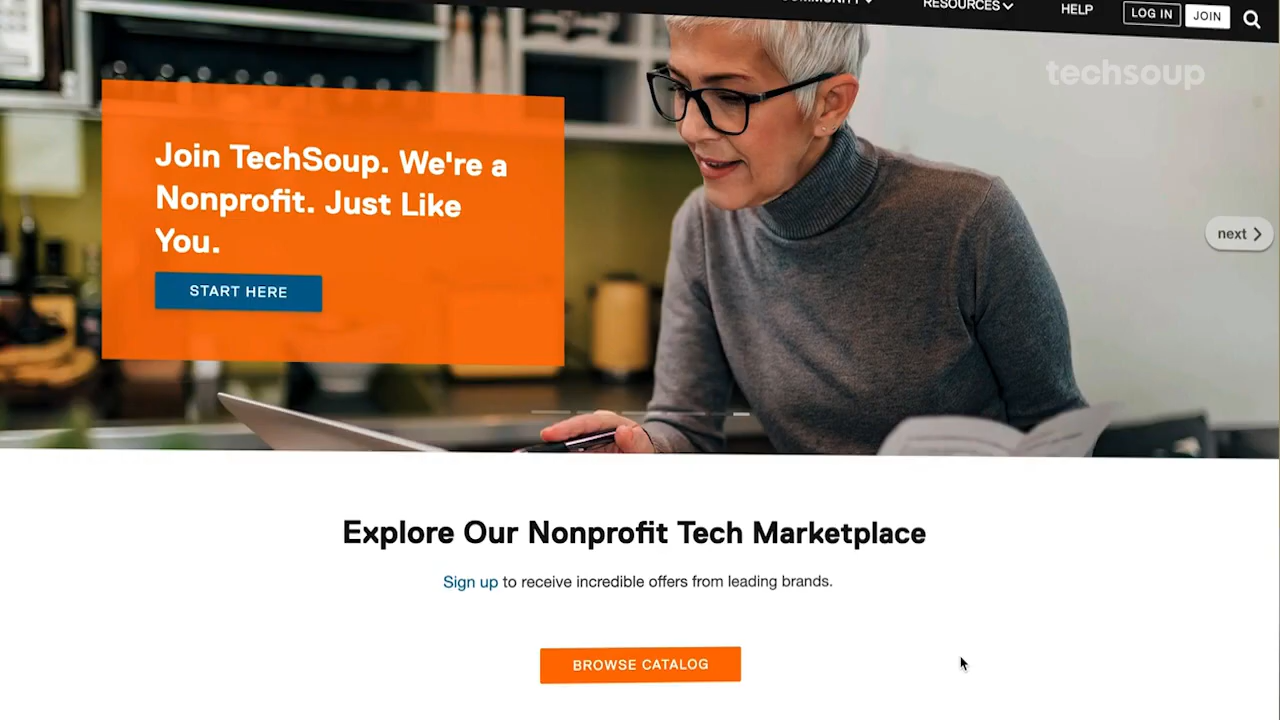 COMMUNITY
RESOURCES
HELP
LOG IN
JOIN
techsoup
Join TechSoup. We're a
Nonprofit. Just Like
You.
START HERE
next
Explore Our Nonprofit Tech Marketplace
Sign up to receive incredible offers from leading brands.
BROWSE CATALOG